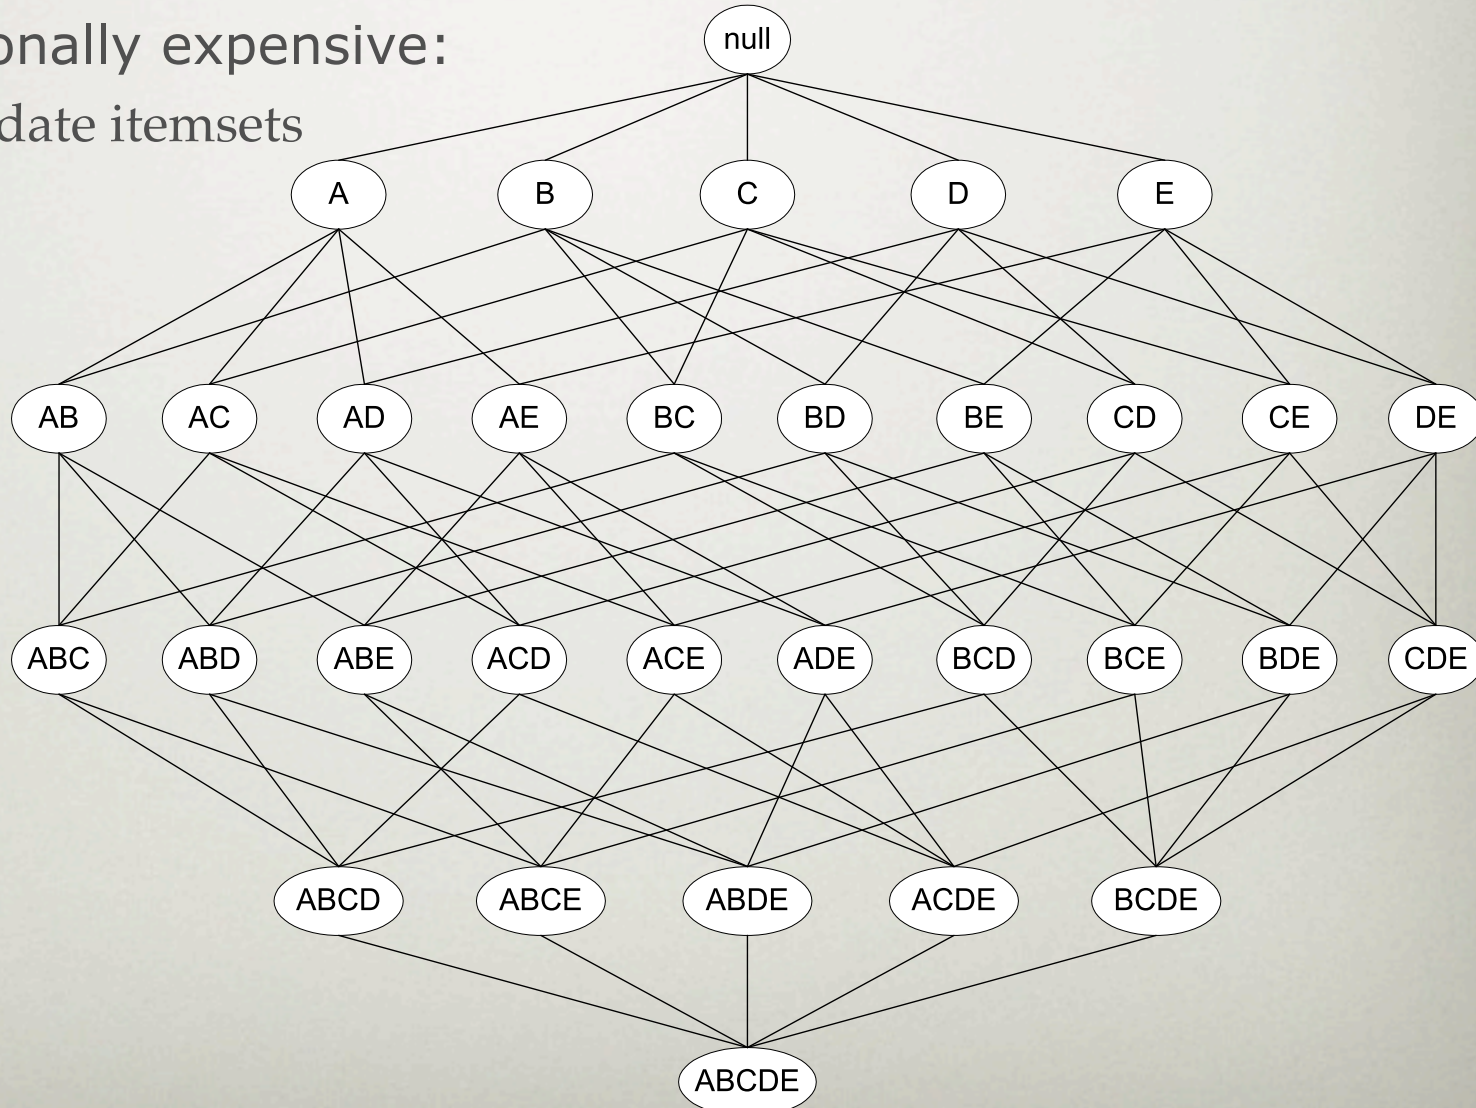 onally expensive:
date itemsets
null
A B C D E
AB AC AD AE BC BD BE CD CE DE
ABC ABD ABE ACD ACE ADE BCD BCE BDE CDE
ABCD ABCE ABDE ACDE BCDE
ABCDE